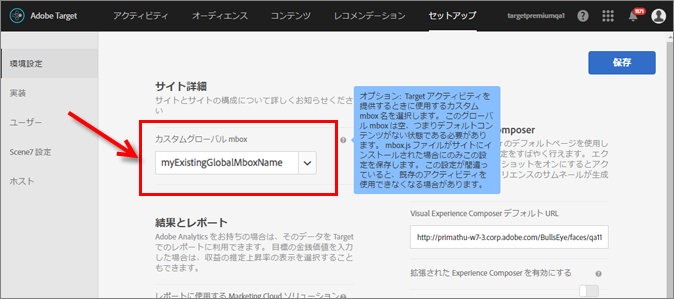 Adobe Target
アクティビティ
オーディエンス
コンテンツ
レコメンデーション
セットアップ
targetpremiumqa1
環境設定
実装
ユーザー
Scene7 設定
ホスト
保存
サイト詳細
サイトとサイトの構成について詳しくお知らせくださ
い
カスタムグローバル mbox
myExistingGlobalMboxName
オプション: Target アクティビティを
提供するときに使用するカスタム
mbox 名を選択します。このグローバ
ル mbox は空、つまりデフォルトコン
テンツがない状態である必要があり
ます。 mbox.js ファイルがサイトにイ
ンストールされた場合にのみこの設
定を保存します。 この設定が間違っ
ていると、既存のアクティビティを
使用できなくなる場合があります。
omposer
のデフォルトページを使用し
定をすばやく行えます。 エク
ショットをオンにするとアク
リエンスのサムネールが生成
結果とレポート
Adobe Analytics をお持ちの場合は、そのデータを Target
でのレポートに利用できます。 目標の金銭価値を入力
した場合は、収益の推定上昇率の表示を選択すること
もできます。
レポートに使用する Marketing Cloud ソリューション
Visual Experience Composer デフォルト URL
http://primathu-w7-3.corp.adobe.com/BullsEye/faces/qa11
拡張された Experience Composer を有効にする